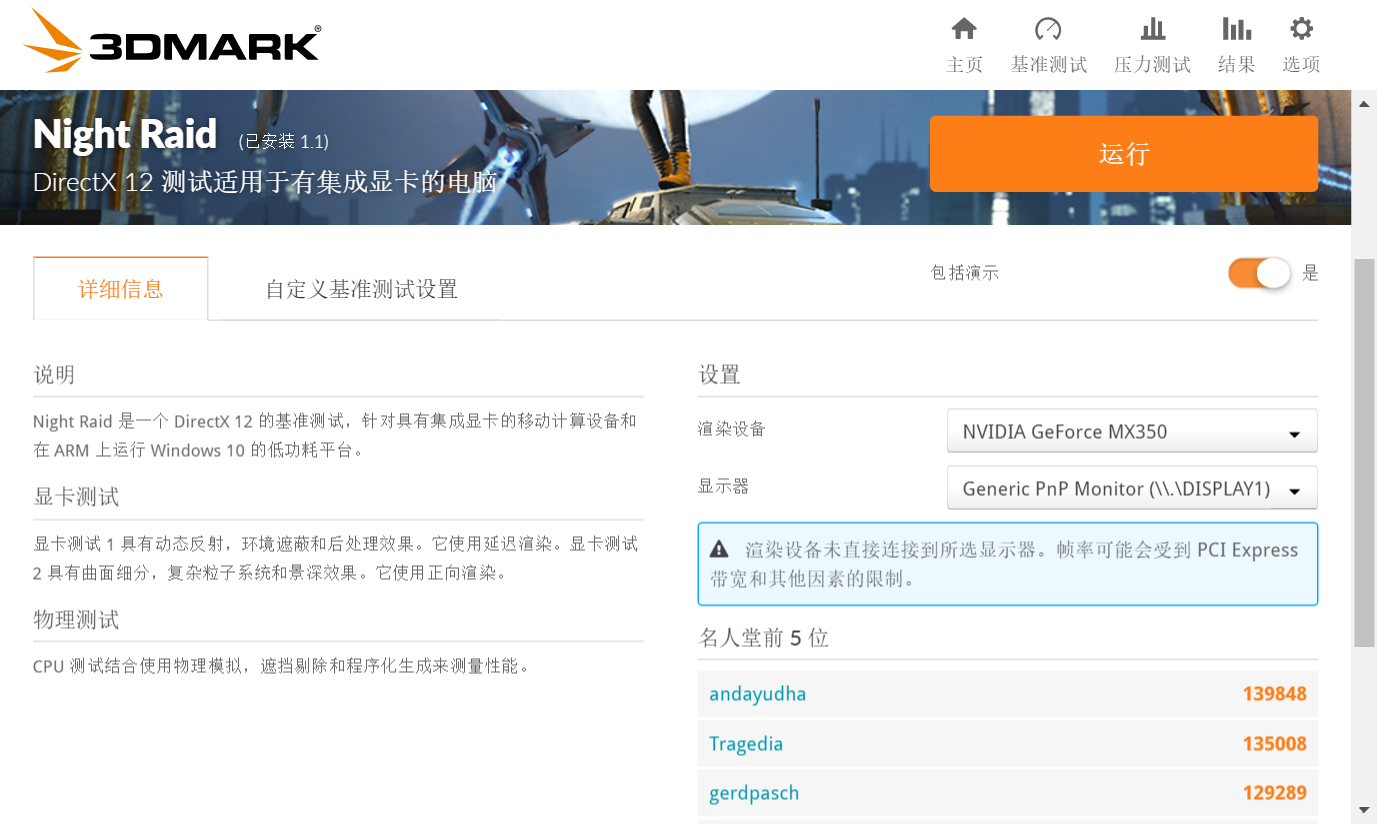 3DMARK®
主页
基准测试
压力测试
结果
选项
Night Raid (已安装 1.1)
DirectX 12 测试适用于有集成显卡的电脑
运行
详细信息
自定义基准测试设置
包括演示
是
说明
Night Raid 是一个 DirectX 12 的基准测试，针对具有集成显卡的移动计算设备和
在 ARM 上运行 Windows 10 的低功耗平台。
显卡测试
显卡测试 1 具有动态反射，环境遮蔽和后处理效果。它使用延迟渲染。显卡测试
2 具有曲面细分，复杂粒子系统和景深效果。它使用正向渲染。
物理测试
CPU 测试结合使用物理模拟，遮挡剔除和程序化生成来测量性能。
设置
渲染设备
NVIDIA GeForce MX350
显示器
Generic PnP Monitor (\\.\DISPLAY1)
渲染设备未直接连接到所选显示器。帧率可能会受到 PCI Express
带宽和其他因素的限制。
名人堂前 5 位
andayudha 139848
Tragedia 135008
gerdpasch 129289